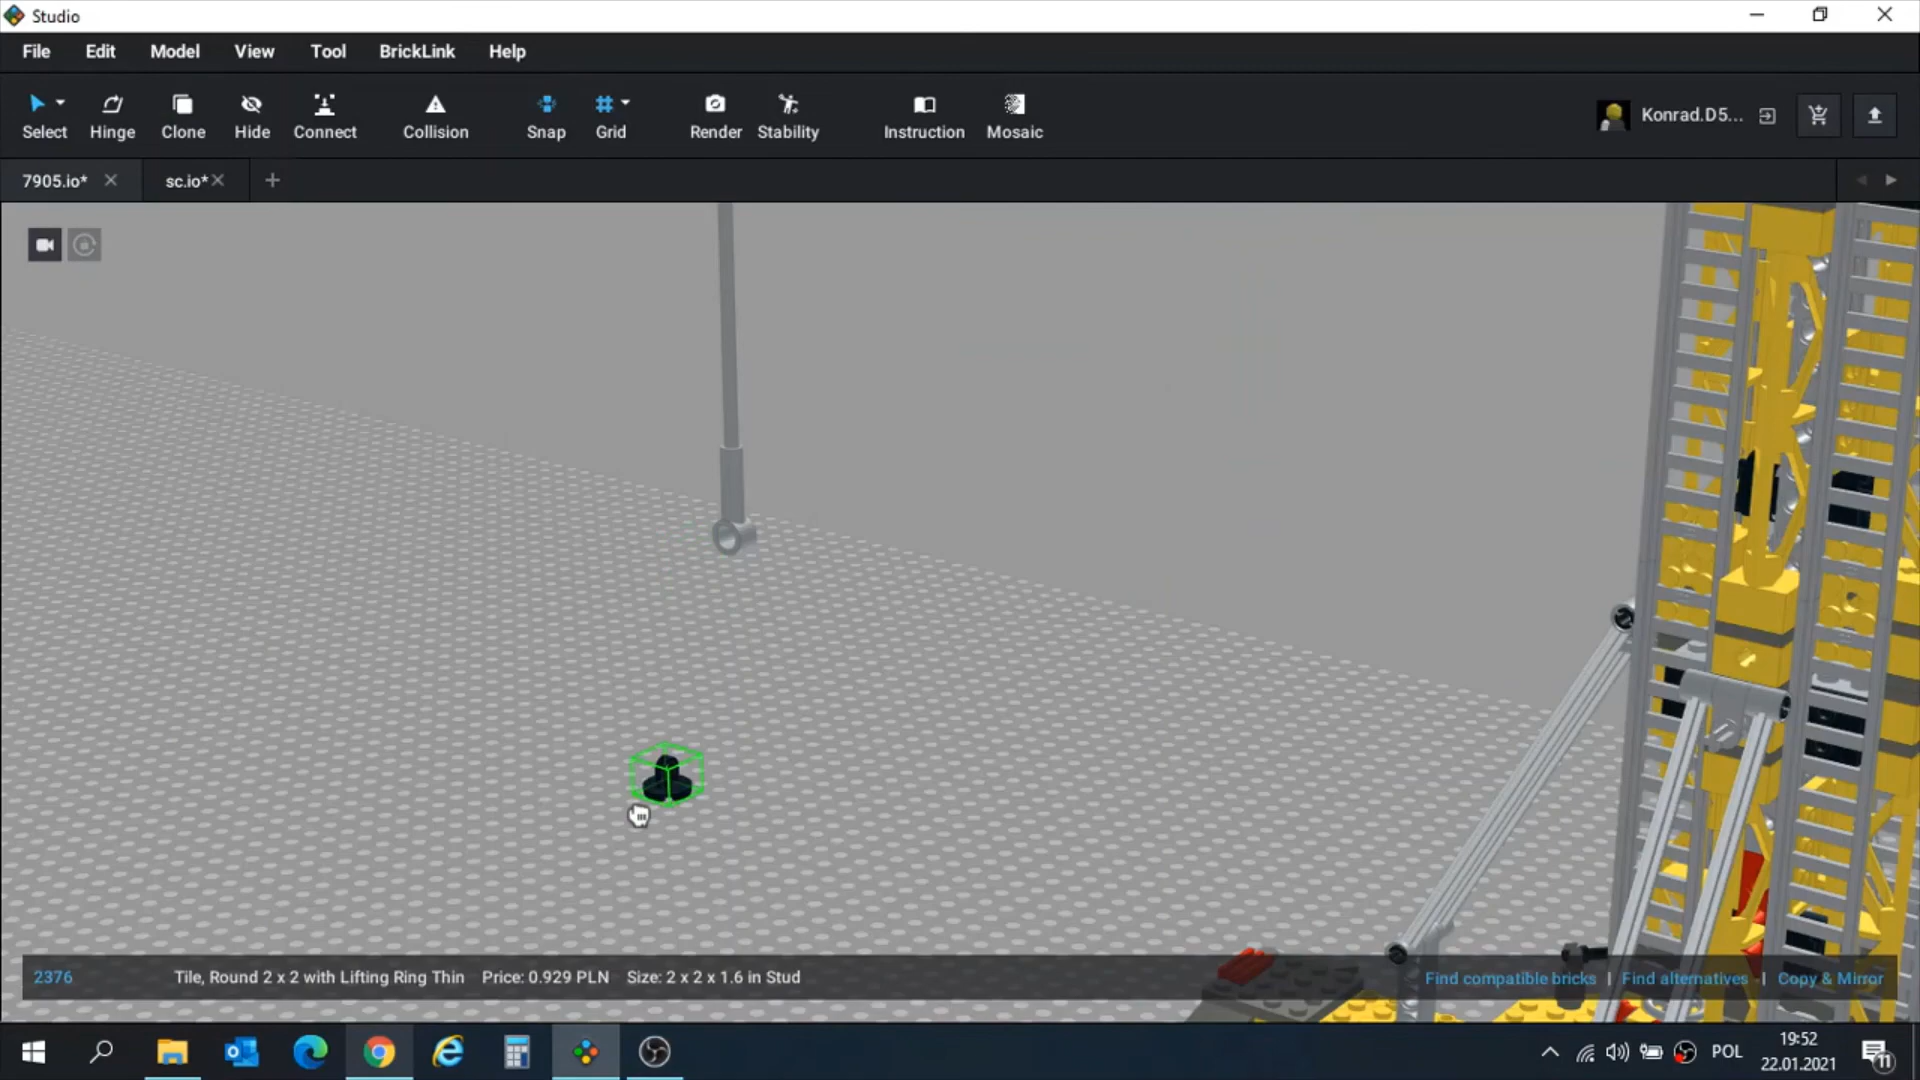 Studio
File Edit Model View Tool BrickLink Help
Select Hinge Clone Hide Connect Collision Snap Grid Render Stability Instruction Mosaic Konrad.D5...
7905.io* sc.io*
2376 Tile, Round 2 x 2 with Lifting Ring Thin Price: 0.929 PLN Size: 2 x 2 x 1.6 in Stud Find compatible bricks | Find alternatives | Copy & Mirror
POL 19:52
22.01.2021 11